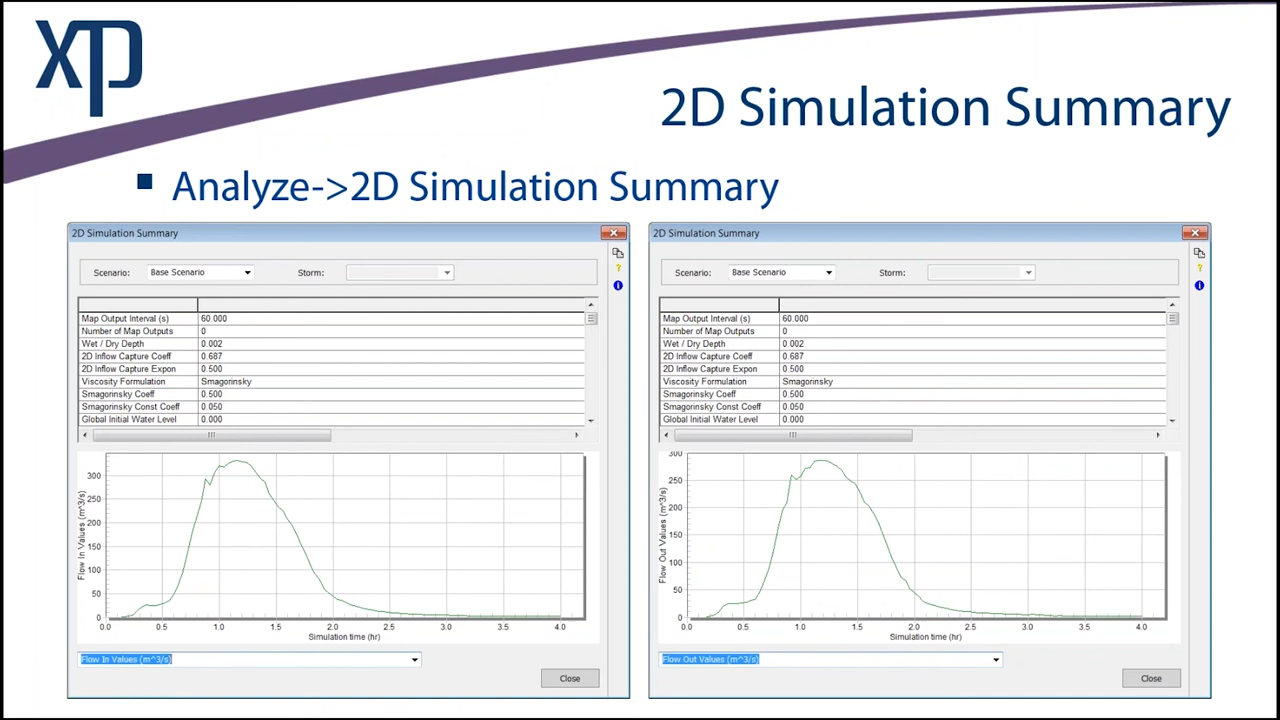 xp
2D Simulation Summary
Analyze->2D Simulation Summary
2D Simulation Summary
Scenario: Base Scenario Storm:
Map Output Interval (s) 60.000
Number of Map Outputs 0
Wet / Dry Depth 0.002
2D Inflow Capture Coeff 0.687
2D Inflow Capture Expon 0.500
Viscosity Formulation Smagorinsky
Smagorinsky Coeff 0.500
Smagorinsky Const Coeff 0.050
Global Initial Water Level 0.000
Flow In Values (m^3/s)
300
250
200
150
100
50
0
0.0 0.5 1.0 1.5 2.0 2.5 3.0 3.5 4.0
Simulation time (hr)
Flow In Values (m^3/s)
Close
2D Simulation Summary
Scenario: Base Scenario Storm:
Map Output Interval (s) 60.000
Number of Map Outputs 0
Wet / Dry Depth 0.002
2D Inflow Capture Coeff 0.687
2D Inflow Capture Expon 0.500
Viscosity Formulation Smagorinsky
Smagorinsky Coeff 0.500
Smagorinsky Const Coeff 0.050
Global Initial Water Level 0.000
Flow Out Values (m^3/s)
300
250
200
150
100
50
0
0.0 0.5 1.0 1.5 2.0 2.5 3.0 3.5 4.0
Simulation time (hr)
Flow Out Values (m^3/s)
Close